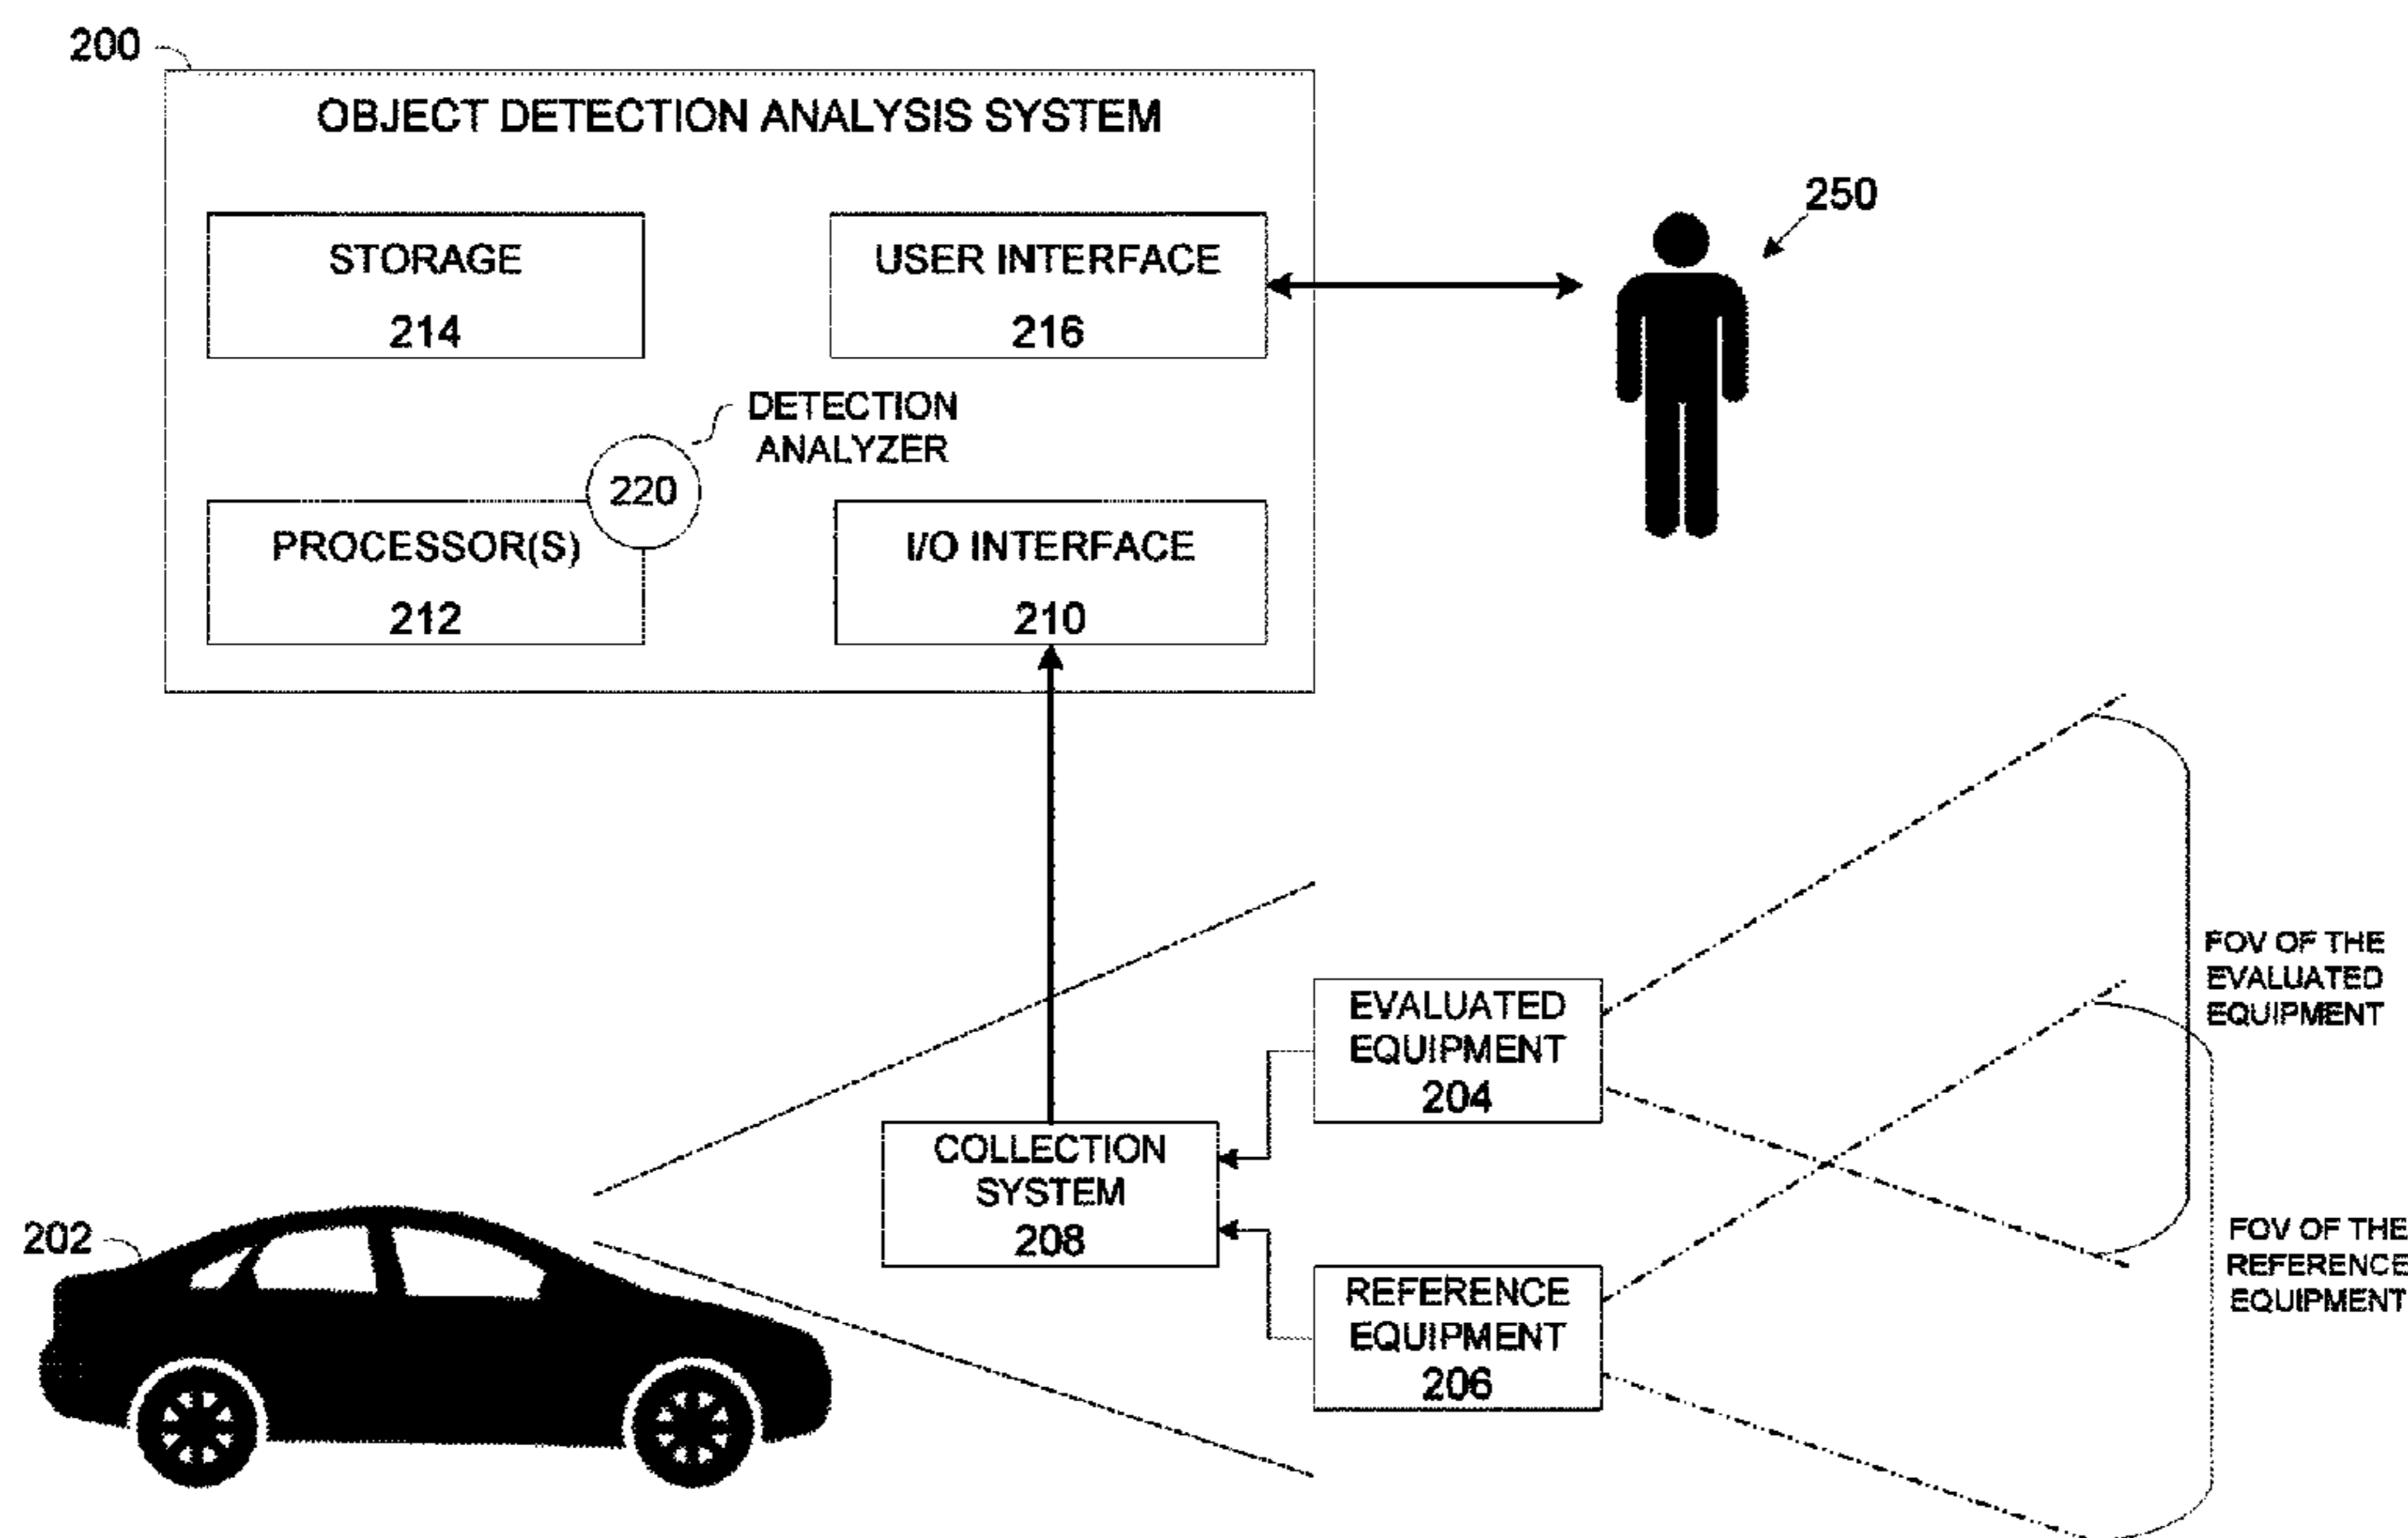 200
OBJECT DETECTION ANALYSIS SYSTEM
STORAGE
214
USER INTERFACE
216
250
DETECTION
ANALYZER
220
PROCESSOR(S)
212
I/O INTERFACE
210
EVALUATED
EQUIPMENT
204
FOV OF THE
EVALUATED
EQUIPMENT
COLLECTION
SYSTEM
208
202
REFERENCE
EQUIPMENT
206
FOV OF THE
REFERENCE
EQUIPMENT